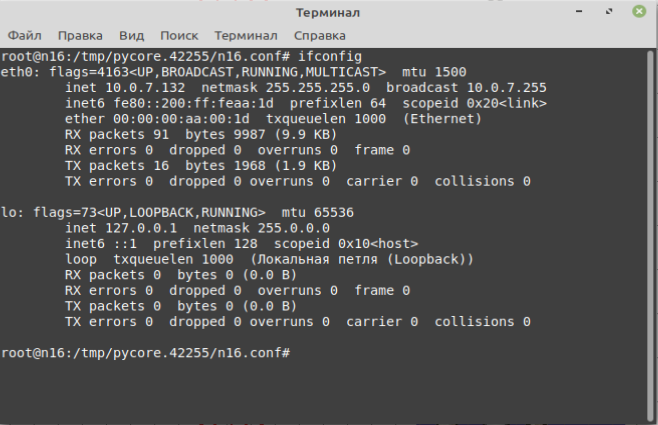 Терминал
Файл Правка Вид Поиск Терминал Справка
root@n16:/tmp/pycore.42255/n16.conf# ifconfig
eth0: flags=4163<UP,BROADCAST,RUNNING,MULTICAST>  mtu 1500
        inet 10.0.7.132  netmask 255.255.255.0  broadcast 10.0.7.255
        inet6 fe80::200:ff:feaa:1d  prefixlen 64  scopeid 0x20<link>
        ether 00:00:00:aa:00:1d  txqueuelen 1000  (Ethernet)
        RX packets 91  bytes 9987 (9.9 KB)
        RX errors 0  dropped 0  overruns 0  frame 0
        TX packets 16  bytes 1968 (1.9 KB)
        TX errors 0  dropped 0 overruns 0  carrier 0  collisions 0
lo: flags=73<UP,LOOPBACK,RUNNING>  mtu 65536
        inet 127.0.0.1  netmask 255.0.0.0
        inet6 ::1  prefixlen 128  scopeid 0x10<host>
        loop  txqueuelen 1000  (Локальная петля (Loopback))
        RX packets 0  bytes 0 (0.0 B)
        RX errors 0  dropped 0  overruns 0  frame 0
        TX packets 0  bytes 0 (0.0 B)
        TX errors 0  dropped 0 overruns 0  carrier 0  collisions 0
root@n16:/tmp/pycore.42255/n16.conf#